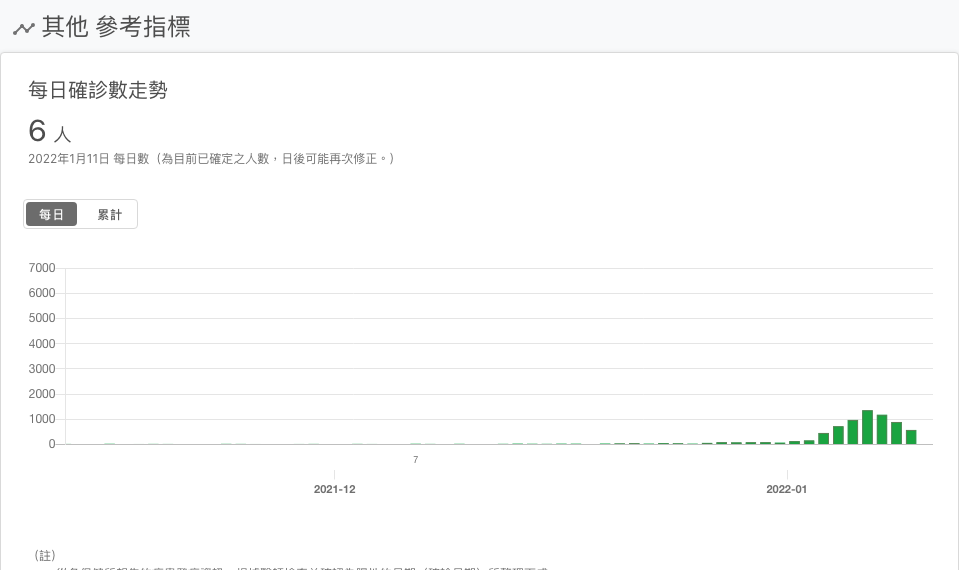 其他 參考指標
每日確診數走勢
6 人
2022年1月11日 每日數（為目前已確定之人數，日後可能再次修正。）
每日 累計
7000
6000
5000
4000
3000
2000
1000
0
7
2021-12 2022-01
（註）